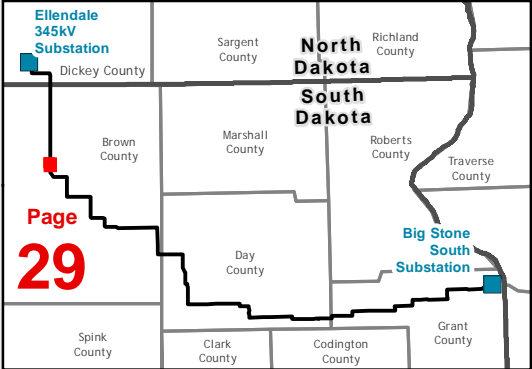 Ellendale
345kV
Substation
Dickey County
Sargent
County
North
Dakota
Richland
County
South
Dakota
Brown
County
Marshall
County
Roberts
County
Traverse
County
Page
29
Big Stone
South
Substation
Day
County
Spink
County
Clark
County
Codington
County
Grant
County